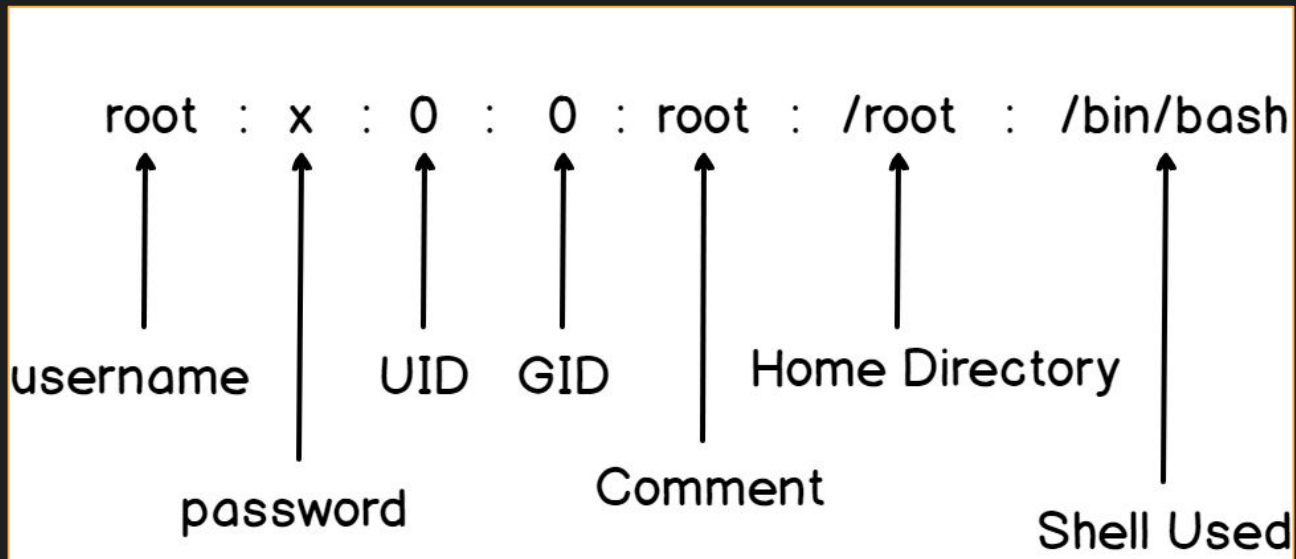 root : x : 0 : 0 : root : /root : /bin/bash
username
UID
GID
Home Directory
password
Comment
Shell Used